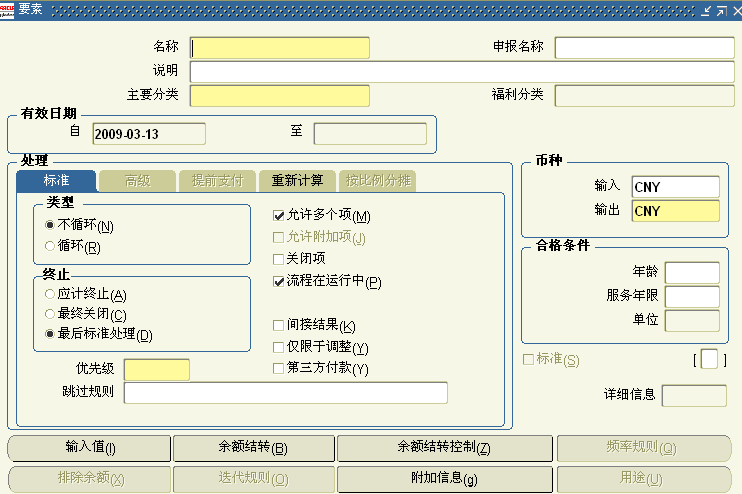 要素
名称 申报名称
说明
主要分类 福利分类
有效日期
自 2009-03-13 至
处理
标准 高级 提前支付 重新计算 按比例分摊
类型
不循环(N)
循环(R)
终止
应计终止(A)
最终关闭(C)
最后标准处理(D)
允许多个项(M)
允许附加项(J)
关闭项
流程在运行中(P)
间接结果(K)
仅限于调整(Y)
第三方付款(Y)
优先级
跳过规则
币种
输入 CNY
输出 CNY
合格条件
年龄
服务年限
单位
标准(S) [ ]
详细信息
输入值(I) 余额结转(B) 余额结转控制(Z) 频率规则(Q)
排除余额(X) 迭代规则(O) 附加信息(g) 用途(U)